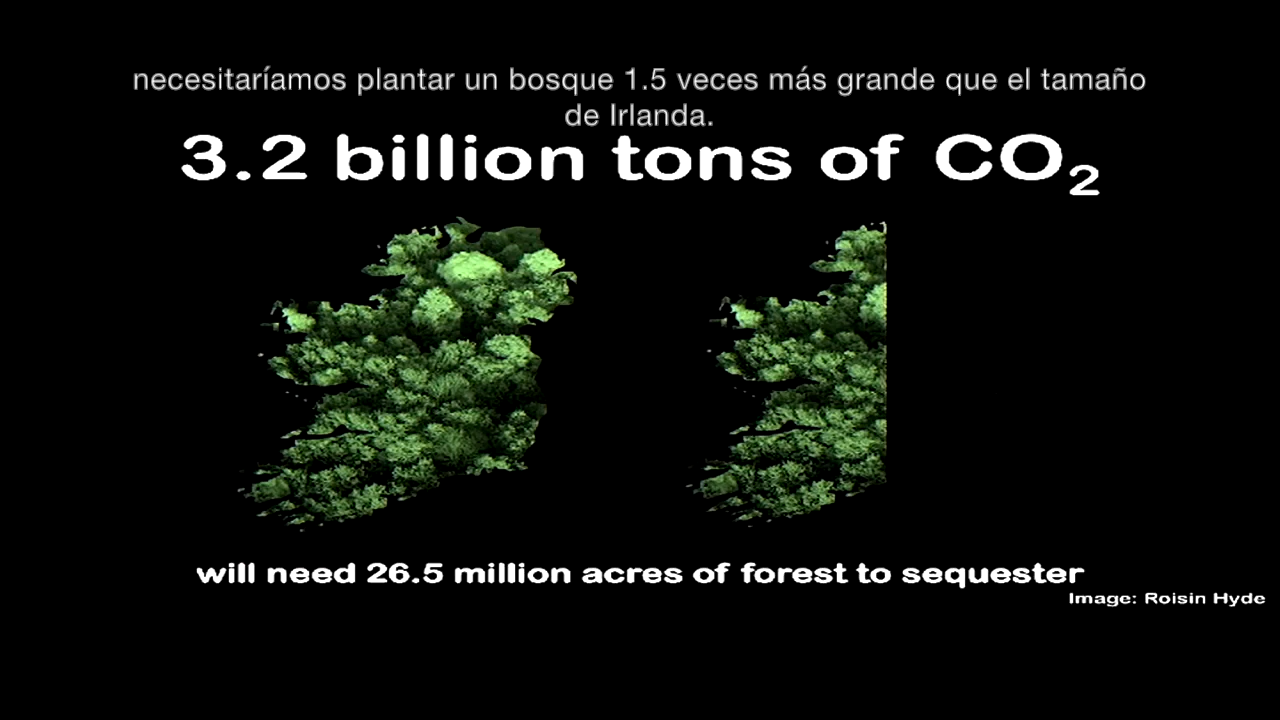 necesitaríamos plantar un bosque 1.5 veces más grande que el tamaño
de Irlanda.
3.2 billion tons of CO₂
will need 26.5 million acres of forest to sequester
Image: Roisin Hyde